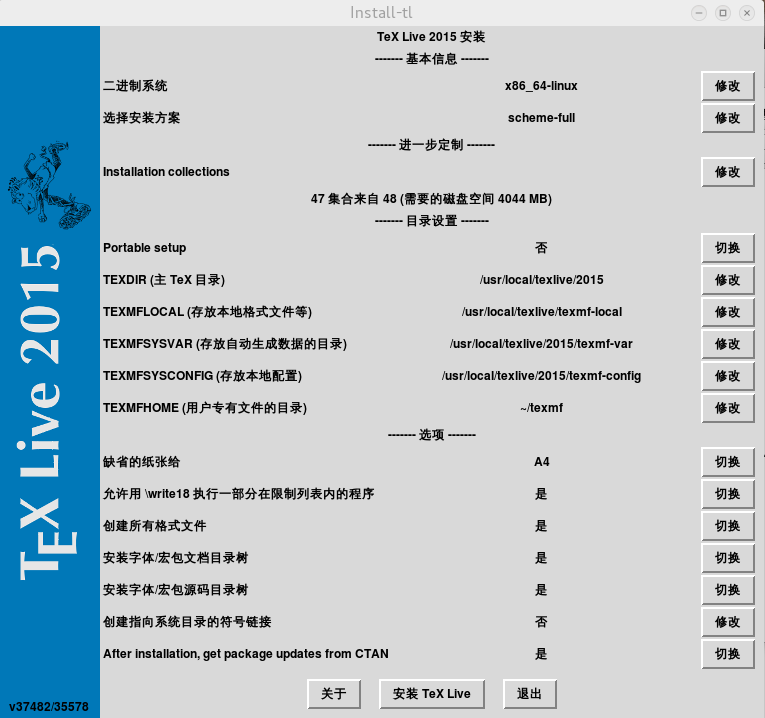 Install-tl
TeX Live 2015 安装
------- 基本信息 -------
二进制系统 x86_64-linux 修改
选择安装方案 scheme-full 修改
------- 进一步定制 -------
Installation collections 修改
47 集合来自 48 (需要的磁盘空间 4044 MB)
------- 目录设置 -------
Portable setup 否 切换
TEXDIR (主 TeX 目录) /usr/local/texlive/2015 修改
TEXMFLOCAL (存放本地格式文件等) /usr/local/texlive/texmf-local 修改
TEXMFSYSVAR (存放自动生成数据的目录) /usr/local/texlive/2015/texmf-var 修改
TEXMFSYSCONFIG (存放本地配置) /usr/local/texlive/2015/texmf-config 修改
TEXMFHOME (用户专有文件的目录) ~/texmf 修改
------- 选项 -------
缺省的纸张给 A4 切换
允许用 \write18 执行一部分在限制列表内的程序 是 切换
创建所有格式文件 是 切换
安装字体/宏包文档目录树 是 切换
安装字体/宏包源码目录树 是 切换
创建指向系统目录的符号链接 否 修改
After installation, get package updates from CTAN 是 切换
关于 安装 TeX Live 退出
TEX Live 2015
v37482/35578